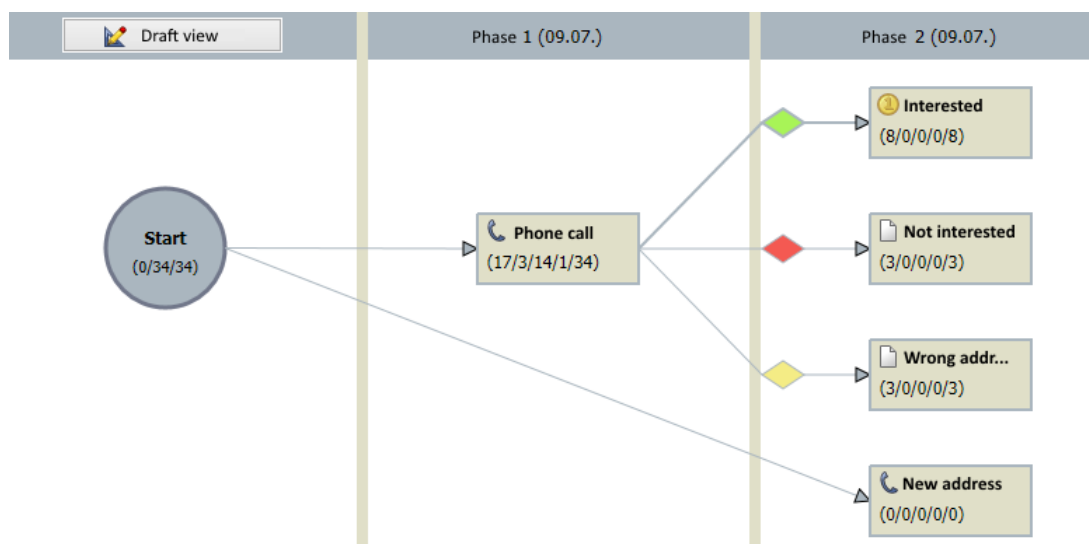 Draft view
Phase 1 (09.07.)
Phase 2 (09.07.)
Start
(0/34/34)
Phone call
(17/3/14/1/34)
1 Interested
(8/0/0/0/8)
Not interested
(3/0/0/0/3)
Wrong addr...
(3/0/0/0/3)
New address
(0/0/0/0/0)